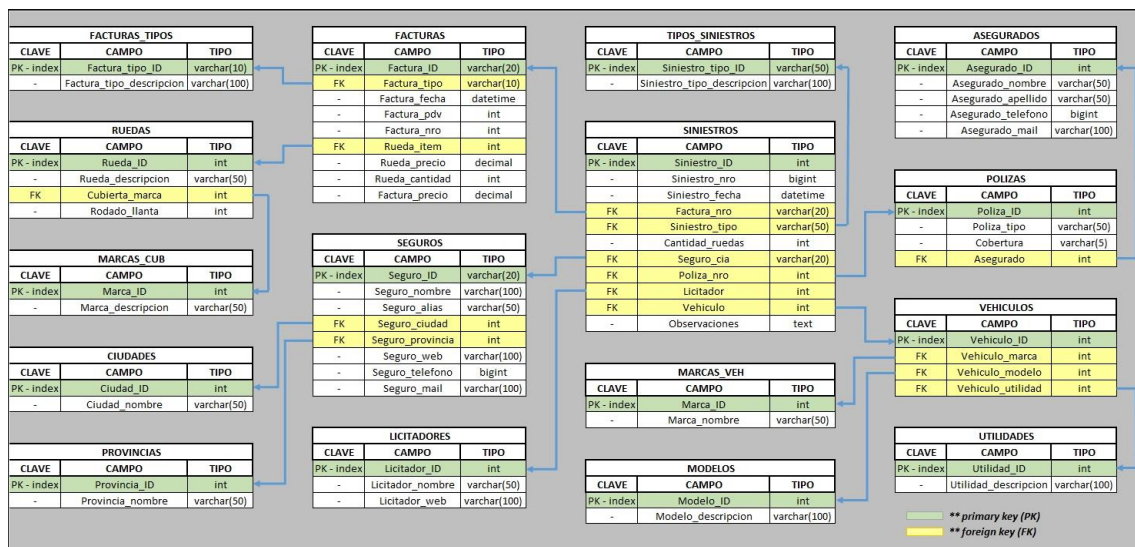 FACTURAS_TIPOS
CLAVE CAMPO TIPO
PK - index Factura_tipo_ID varchar(10)
- Factura_tipo_descripcion varchar(100)
RUEDAS
CLAVE CAMPO TIPO
PK - index Rueda_ID int
- Rueda_descripcion varchar(50)
FK Cubierta_marca int
- Rodado_llanta int
MARCAS_CUB
CLAVE CAMPO TIPO
PK - index Marca_ID int
- Marca_descripcion varchar(50)
CIUDADES
CLAVE CAMPO TIPO
PK - index Ciudad_ID int
- Ciudad_nombre varchar(50)
PROVINCIAS
CLAVE CAMPO TIPO
PK - index Provincia_ID int
- Provincia_nombre varchar(50)
FACTURAS
CLAVE CAMPO TIPO
PK - index Factura_ID varchar(20)
FK Factura_tipo varchar(10)
- Factura_fecha datetime
- Factura_pdv int
- Factura_nro int
FK Rueda_item int
- Rueda_precio decimal
- Rueda_cantidad int
- Factura_precio decimal
SEGUROS
CLAVE CAMPO TIPO
PK - index Seguro_ID varchar(20)
- Seguro_nombre varchar(100)
- Seguro_alias varchar(50)
FK Seguro_ciudad int
FK Seguro_provincia int
- Seguro_web varchar(100)
- Seguro_telefono bigint
- Seguro_mail varchar(100)
LICITADORES
CLAVE CAMPO TIPO
PK - index Licitador_ID int
- Licitador_nombre varchar(50)
- Licitador_web varchar(100)
TIPOS_SINIESTROS
CLAVE CAMPO TIPO
PK - index Siniestro_tipo_ID varchar(50)
- Siniestro_tipo_descripcion varchar(100)
SINIESTROS
CLAVE CAMPO TIPO
PK - index Siniestro_ID int
- Siniestro_nro bigint
- Siniestro_fecha datetime
FK Factura_nro varchar(20)
FK Siniestro_tipo varchar(50)
- Cantidad_ruedas int
FK Seguro_cia varchar(20)
FK Poliza_nro int
FK Licitador int
FK Vehiculo int
- Observaciones text
MARCAS_VEH
CLAVE CAMPO TIPO
PK - index Marca_ID int
- Marca_nombre varchar(50)
MODELOS
CLAVE CAMPO TIPO
PK - index Modelo_ID int
- Modelo_descripcion varchar(100)
ASEGURADOS
CLAVE CAMPO TIPO
PK - index Asegurado_ID int
- Asegurado_nombre varchar(50)
- Asegurado_apellido varchar(50)
- Asegurado_telefono bigint
- Asegurado_mail varchar(100)
POLIZAS
CLAVE CAMPO TIPO
PK - index Poliza_ID int
- Poliza_tipo varchar(50)
- Cobertura varchar(5)
FK Asegurado int
VEHICULOS
CLAVE CAMPO TIPO
PK - index Vehiculo_ID int
FK Vehiculo_marca int
FK Vehiculo_modelo int
FK Vehiculo_utilidad int
UTILIDADES
CLAVE CAMPO TIPO
PK - index Utilidad_ID int
- Utilidad_descripcion varchar(100)
** primary key (PK)
** foreign key (FK)